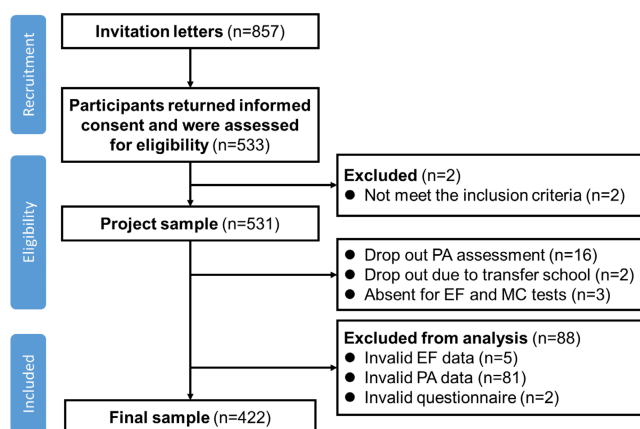 Recruitment
Invitation letters (n=857)
Participants returned informed
consent and were assessed
for eligibility (n=533)
Eligibility
Excluded (n=2)
● Not meet the inclusion criteria (n=2)
Project sample (n=531)
● Drop out PA assessment (n=16)
● Drop out due to transfer school (n=2)
● Absent for EF and MC tests (n=3)
Included
Excluded from analysis (n=88)
● Invalid EF data (n=5)
● Invalid PA data (n=81)
● Invalid questionnaire (n=2)
Final sample (n=422)